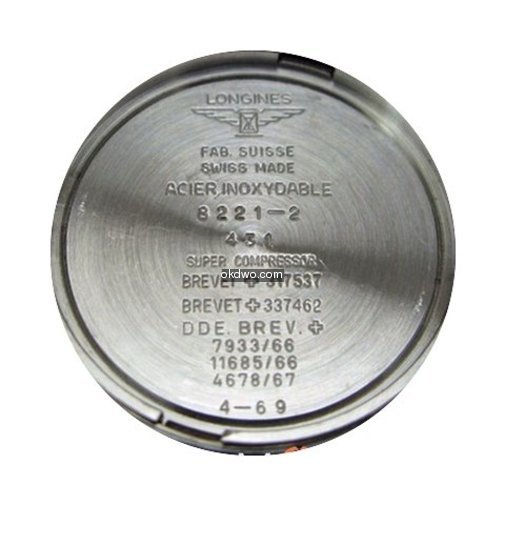 LONGINES
FAB. SUISSE
SWISS MADE
ACIER INOXYDABLE
8221-2
431
SUPER COMPRESSOR
okdwo.com
BREVET ✚ 317537
BREVET ✚ 337462
DDE. BREV. ✚
7933/66
11685/66
4678/67
4-69